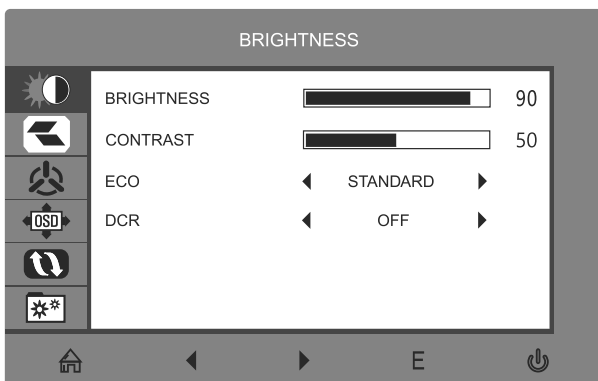 BRIGHTNESS
BRIGHTNESS 90
CONTRAST 50
ECO STANDARD
DCR OFF
OSD
E